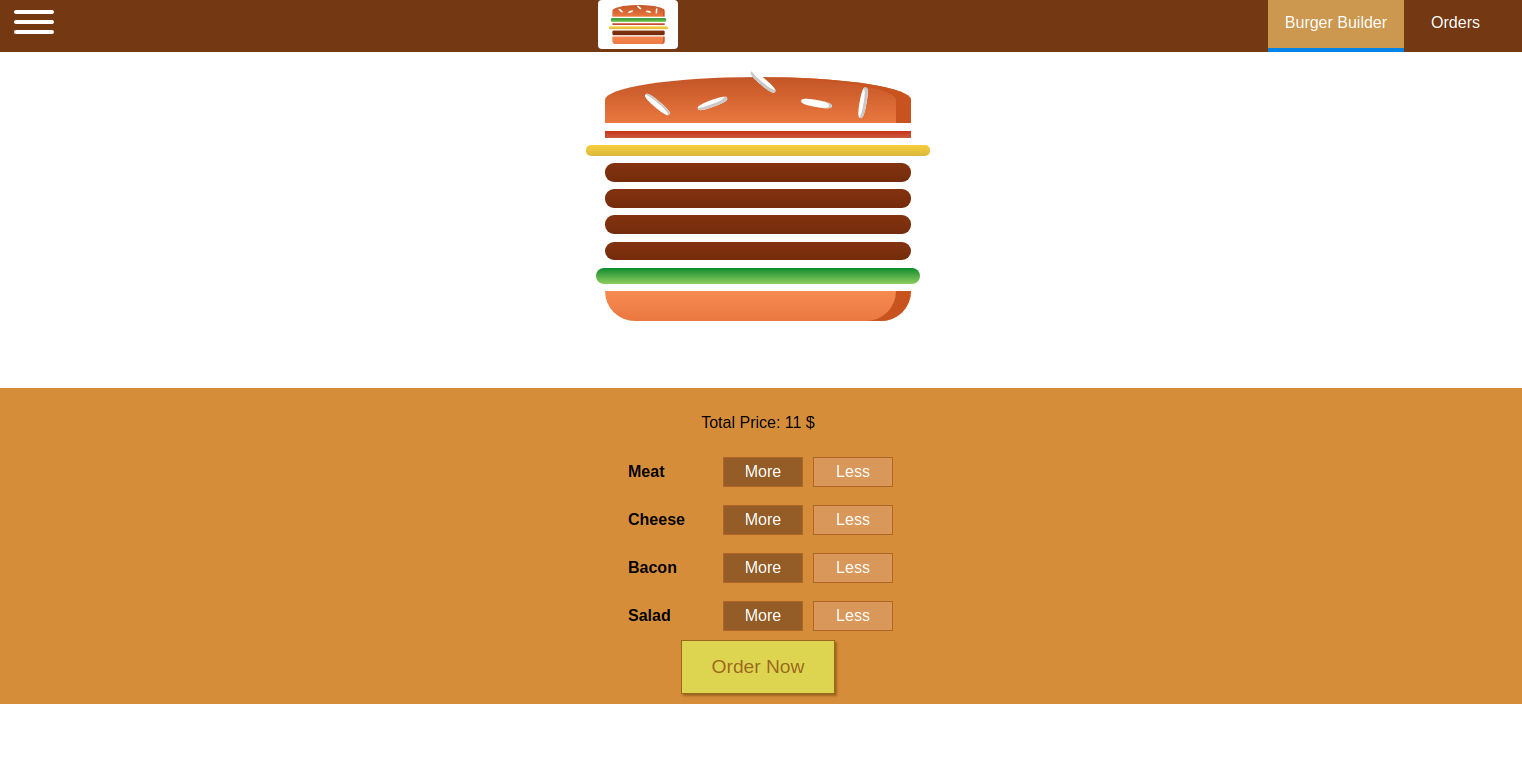 Burger Builder Orders
Total Price: 11 $
Meat More Less
Cheese More Less
Bacon More Less
Salad More Less
Order Now